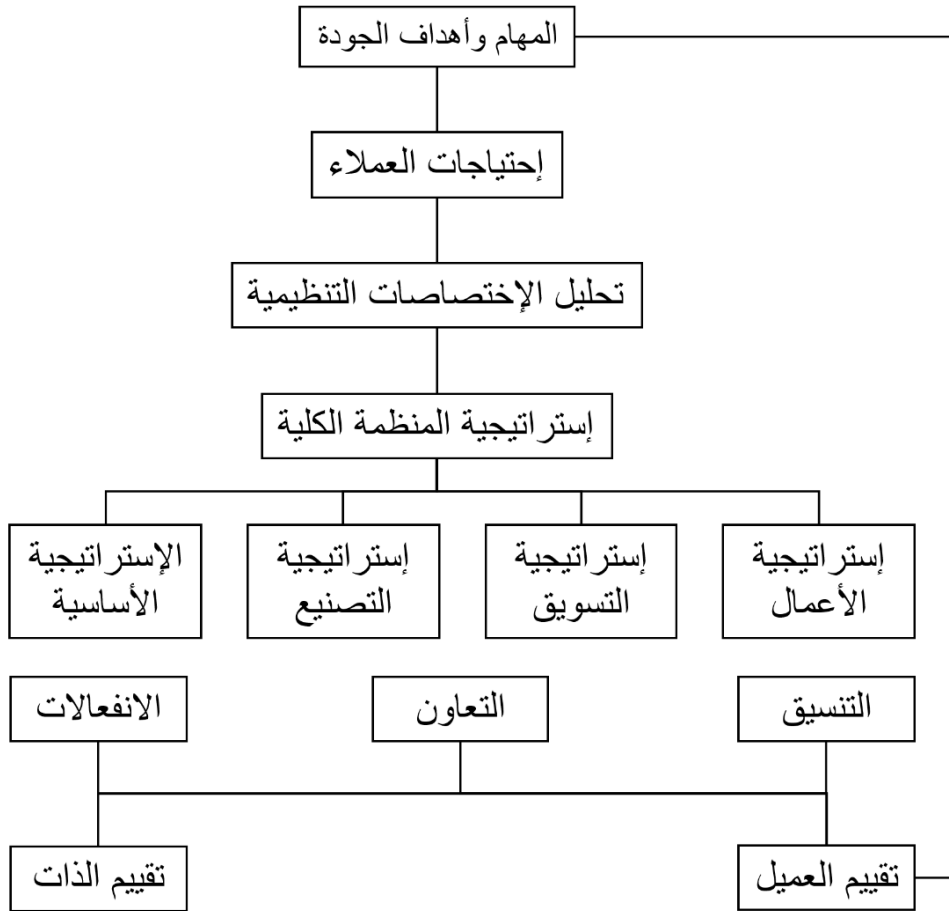 المهام وأهداف الجودة
إحتياجات العملاء
تحليل الإختصاصات التنظيمية
إستراتيجية المنظمة الكلية
إستراتيجية
الأعمال
إستراتيجية
التسويق
إستراتيجية
التصنيع
الإستراتيجية
الأساسية
التنسيق
التعاون
الانفعالات
تقييم العميل
تقييم الذات